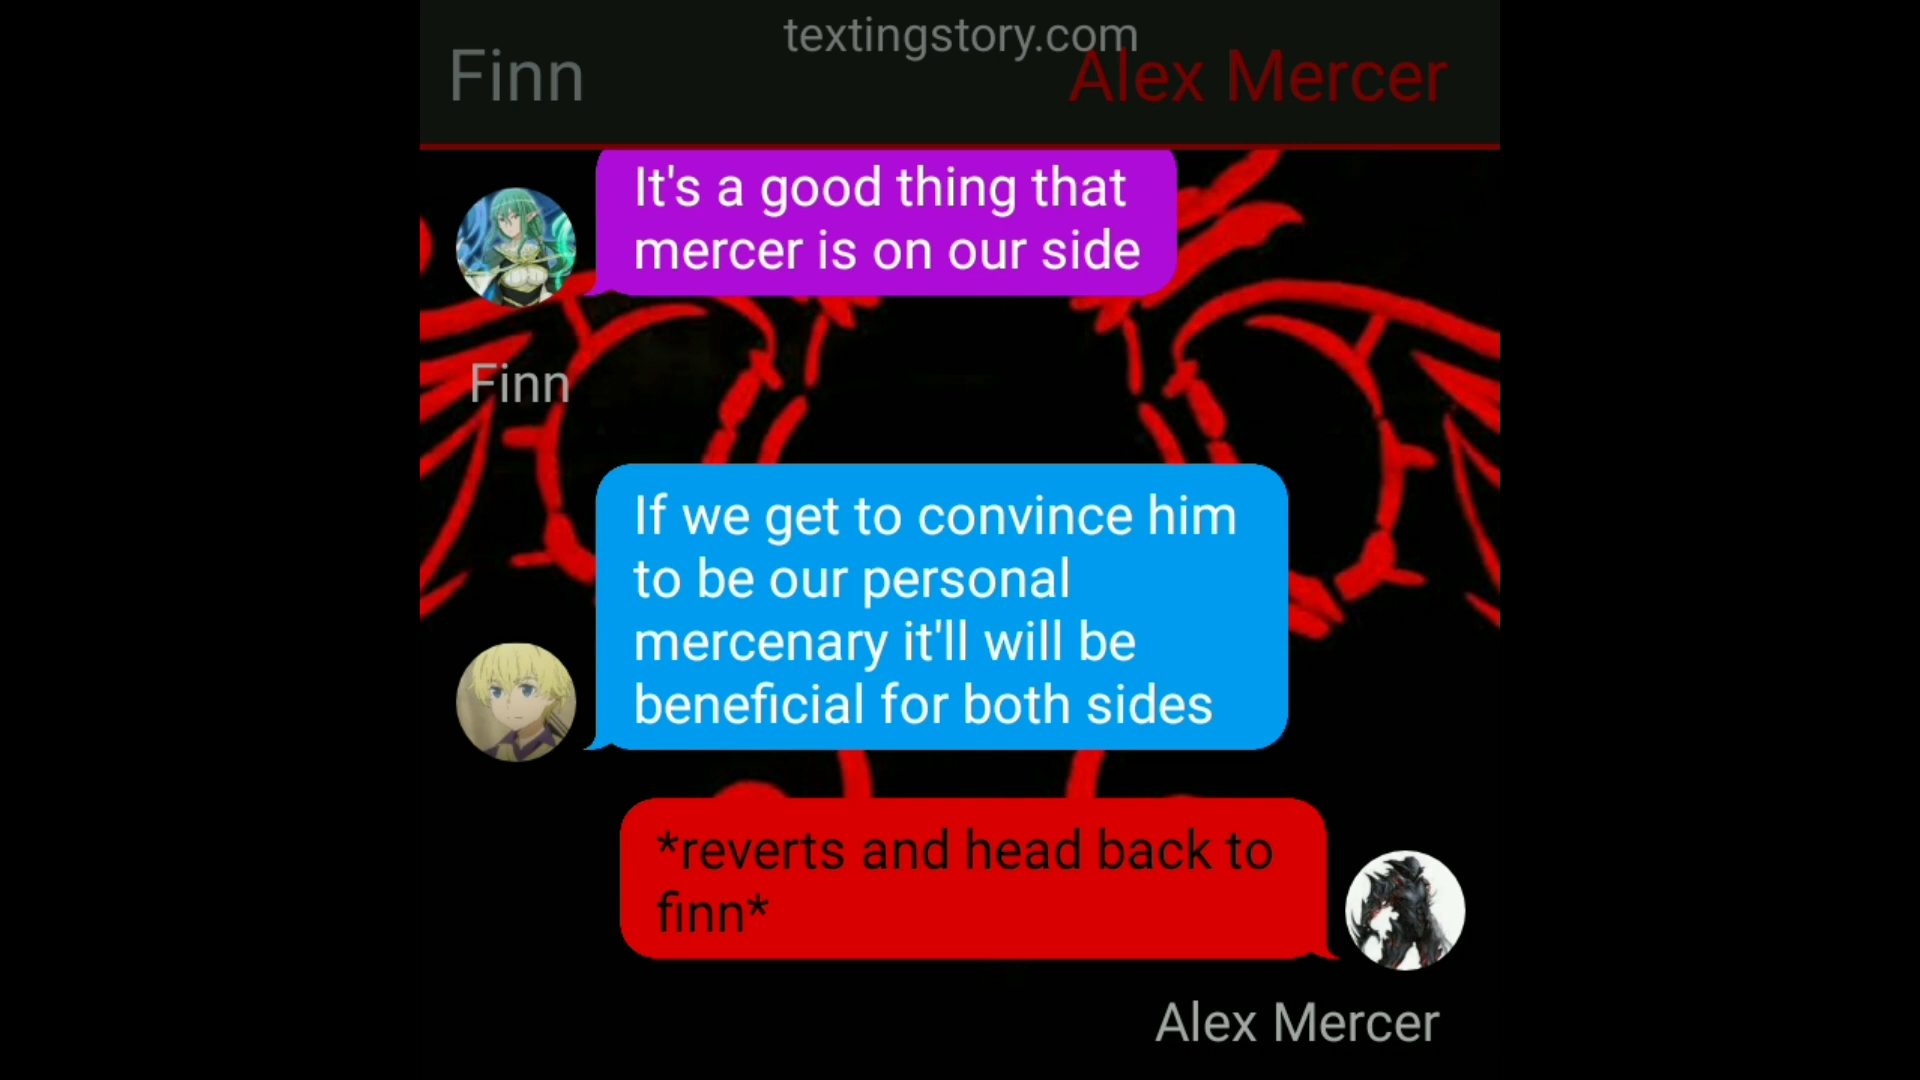 textingstory.com
Finn
Alex Mercer
It's a good thing that
mercer is on our side
Finn
If we get to convince him
to be our personal
mercenary it'll will be
beneficial for both sides
*reverts and head back to
finn*
Alex Mercer